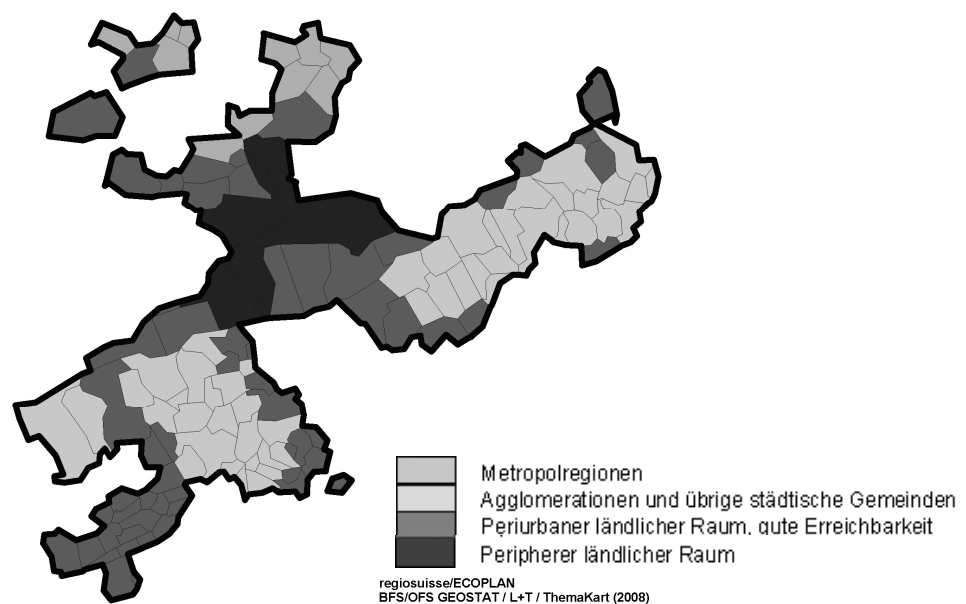 Metropolregionen
Agglomerationen und übrige städtische Gemeinden
Periurbaner ländlicher Raum, gute Erreichbarkeit
Peripherer ländlicher Raum
regiosuisse/ECOPLAN
BFS/OFS GEOSTAT / L+T / ThemaKart (2008)